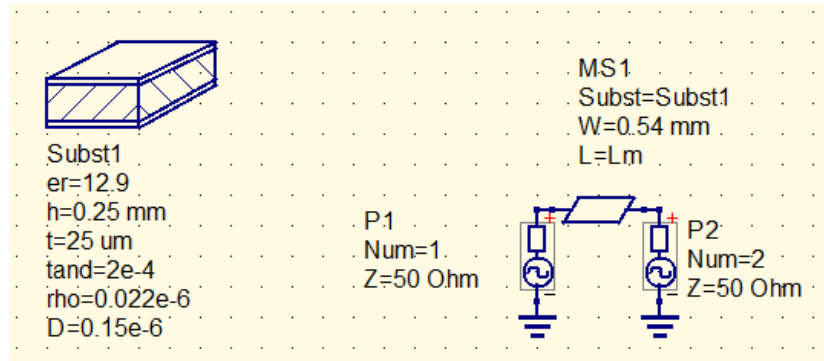 Subst1
er=12.9
h=0.25 mm
t=25 um
tand=2e-4
rho=0.022e-6
D=0.15e-6
MS1
Subst=Subst1
W=0.54 mm
L=Lm
P1
Num=1
Z=50 Ohm
P2
Num=2
Z=50 Ohm